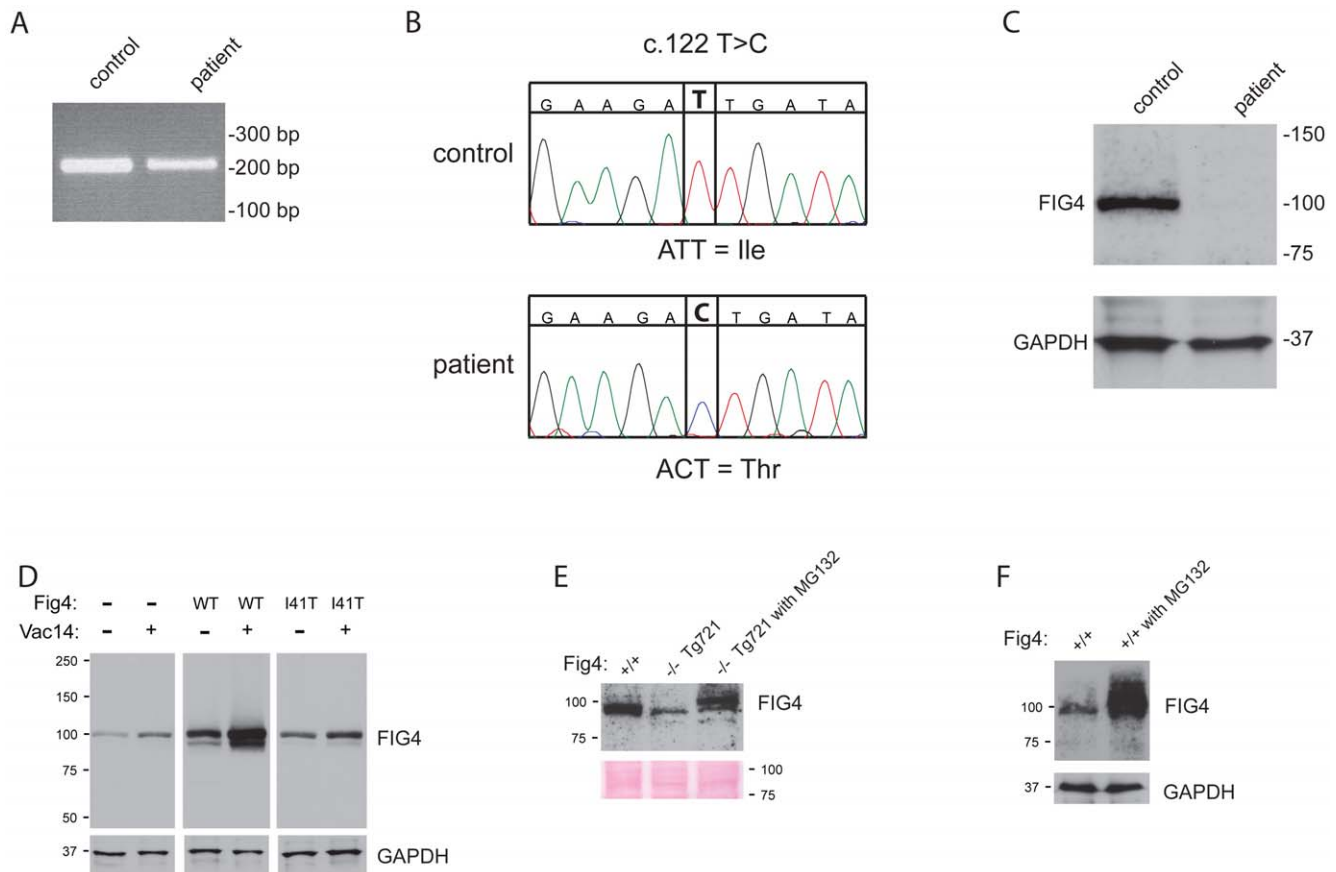 A
control
patient
-300 bp
-200 bp
-100 bp
B
c.122 T>C
control
G A A G A T T G A T A
ATT = Ile
patient
G A A G A C T G A T A
ACT = Thr
C
control
patient
-150
FIG4
-100
-75
GAPDH
-37
D
Fig4: - - WT WT I41T I41T
Vac14: - + - + - +
250 -
150 -
100 -
FIG4
75 -
50 -
37 -
GAPDH
E
Fig4: +/+ -/- Tg721 -/- Tg721 with MG132
100 -
FIG4
75 -
- 100
- 75
F
Fig4: +/+ +/+ with MG132
100 -
FIG4
75 -
37 -
GAPDH